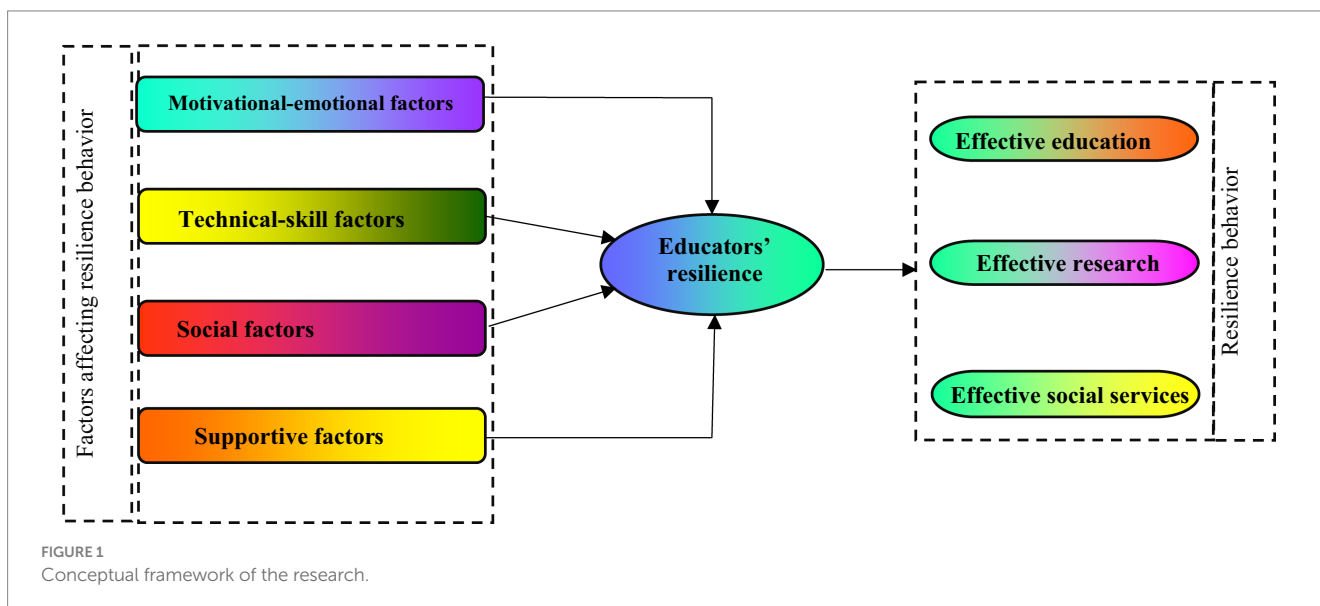 Factors affecting resilience behavior
Motivational-emotional factors
Technical-skill factors
Social factors
Supportive factors
Educators’
resilience
Effective education
Effective research
Effective social services
Resilience behavior
FIGURE 1
Conceptual framework of the research.